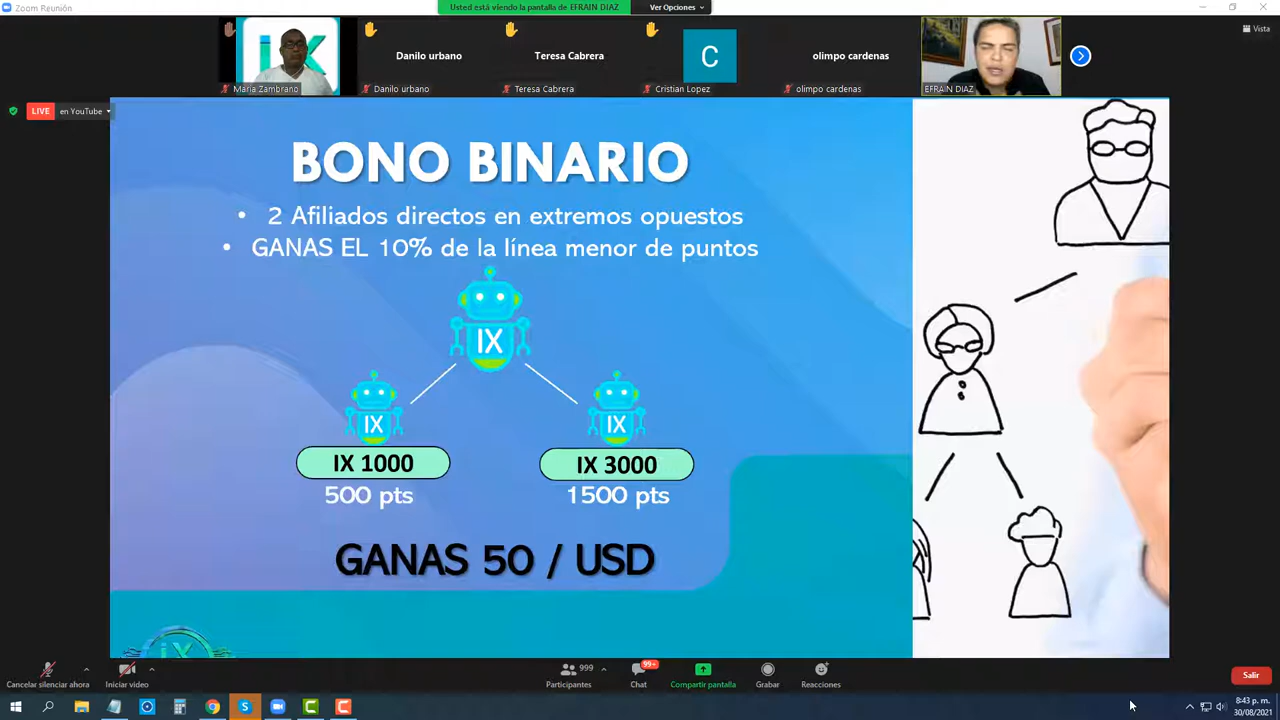 Zoom Reunión
Usted está viendo la pantalla de EFRAIN DIAZ
Ver Opciones
Vista
IX
Maria Zambrano
Danilo urbano
Danilo urbano
Teresa Cabrera
Teresa Cabrera
C
Cristian Lopez
olimpo cardenas
olimpo cardenas
EFRAIN DIAZ
LIVE
en YouTube
BONO BINARIO
• 2 Afiliados directos en extremos opuestos
• GANAS EL 10% de la línea menor de puntos
IX
IX
IX
IX 1000
IX 3000
500 pts
1500 pts
GANAS 50 / USD
iX
Cancelar silenciar ahora
Iniciar video
999
Participantes
99+
Chat
Compartir pantalla
Grabar
Reacciones
Salir
8:43 p. m.
30/08/2021